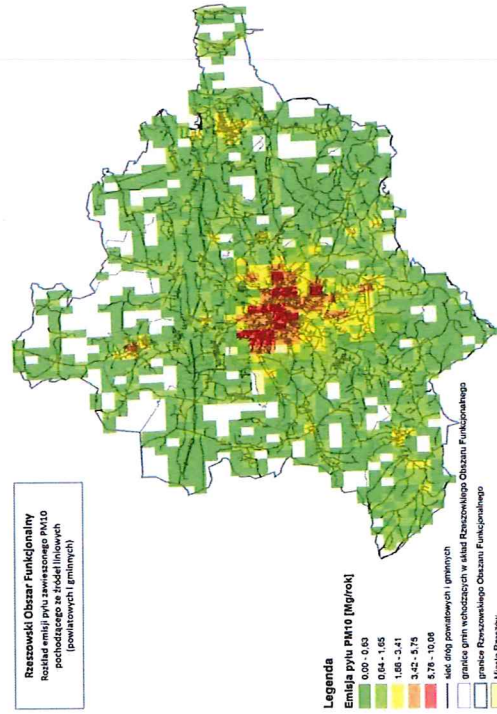 Rzeszowski Obszar Funkcjonalny
Rozkład emisji pyłu zawieszonego PM10
pochodzącego ze źródeł liniowych
(powiatowych i gminnych)
Legenda
Emisja pyłu PM10 [Mg/rok]
0,00 - 0,63
0,64 - 1,65
1,66 - 3,41
3,42 - 5,75
5,76 - 10,06
sieć dróg powiatowych i gminnych
granice gmin wchodzących w skład Rzeszowskiego Obszaru Funkcjonalnego
granice Rzeszowskiego Obszaru Funkcjonalnego
Miasto Rzeszów